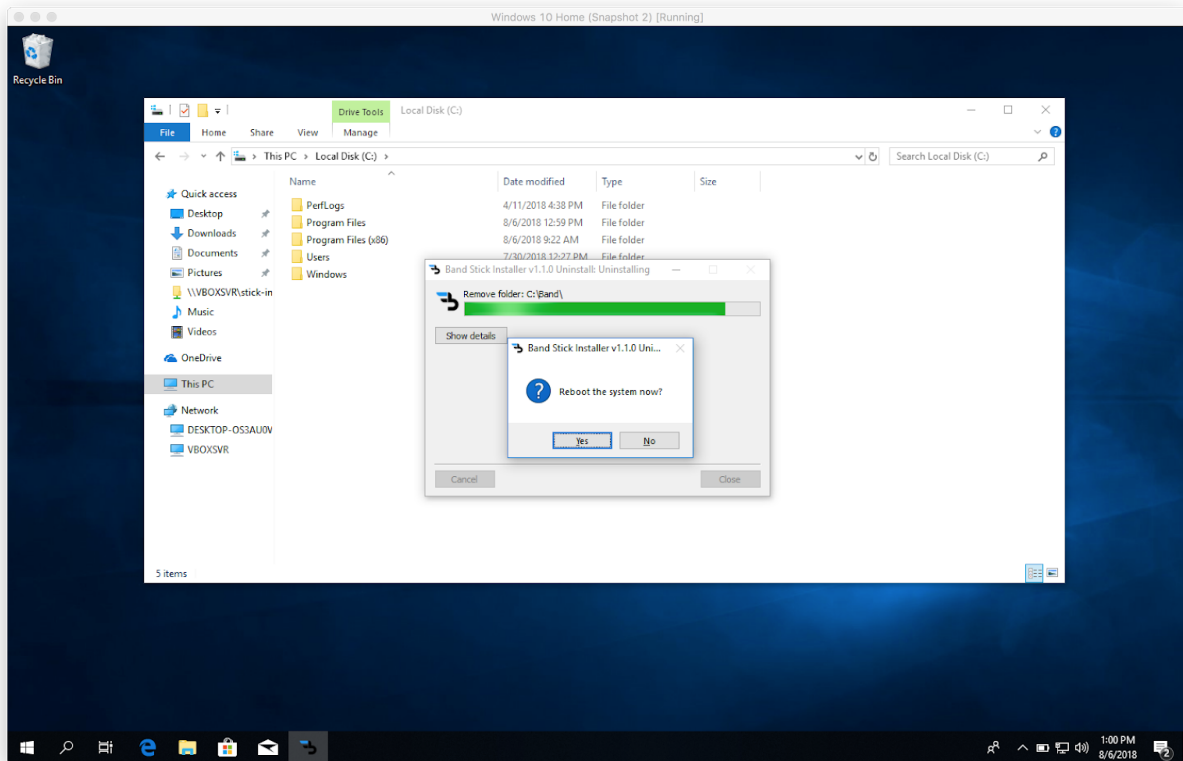 Windows 10 Home (Snapshot 2) [Running]
Recycle Bin
Drive Tools
Local Disk (C:)
File
Home
Share
View
Manage
This PC > Local Disk (C:) >
Search Local Disk (C:)
Name
Date modified
Type
Size
Quick access
Desktop
Downloads
Documents
Pictures
\\VBOXSVR\stick-in
Music
Videos
OneDrive
This PC
Network
DESKTOP-OS3AU0V
VBOXSVR
PerfLogs 4/11/2018 4:38 PM File folder
Program Files 8/6/2018 12:59 PM File folder
Program Files (x86) 8/6/2018 9:22 AM File folder
Users 7/30/2018 12:27 PM File folder
Windows
Band Stick Installer v1.1.0 Uninstall: Uninstalling
Remove folder: C:\Band\
Show details
Band Stick Installer v1.1.0 Uni...
Reboot the system now?
Yes
No
Cancel
Close
5 items
1:00 PM
8/6/2018
2